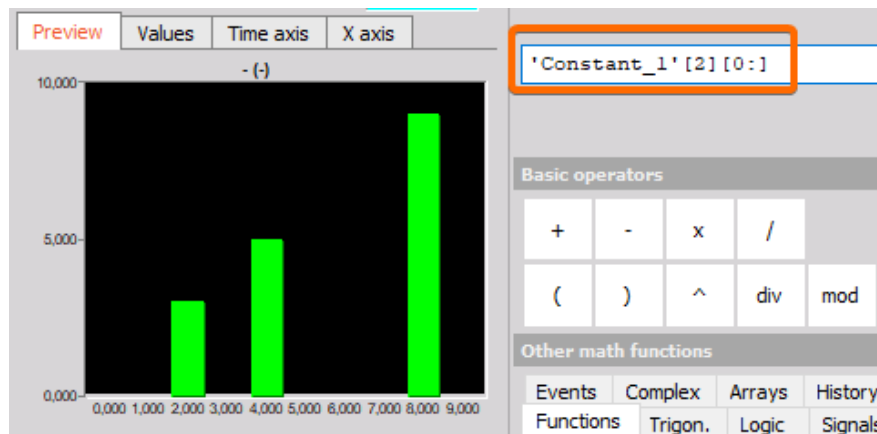 Preview Values Time axis X axis
- (-)
10,000
5,000
0,000
0,000 1,000 2,000 3,000 4,000 5,000 6,000 7,000 8,000 9,000
'Constant_1'[2][0:]
Basic operators
+ - x /
( ) ^ div mod
Other math functions
Events Complex Arrays History
Functions Trigon. Logic Signals